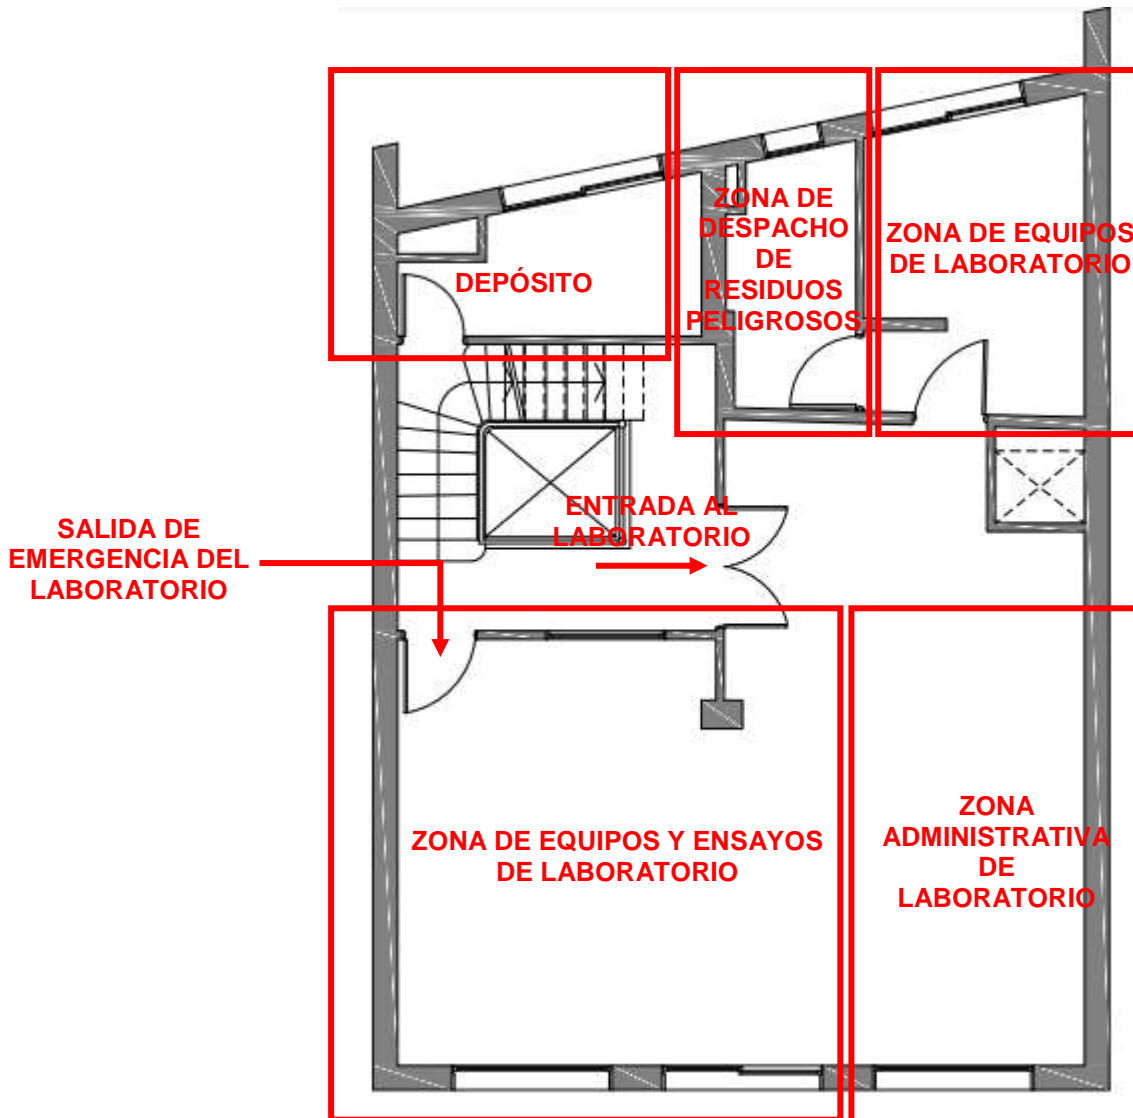 DEPÓSITO
ZONA DE
DESPACHO
DE
RESIDUOS
PELIGROSOS
ZONA DE EQUIPOS
DE LABORATORIO
SALIDA DE
EMERGENCIA DEL
LABORATORIO
ENTRADA AL
LABORATORIO
ZONA DE EQUIPOS Y ENSAYOS
DE LABORATORIO
ZONA
ADMINISTRATIVA
DE
LABORATORIO